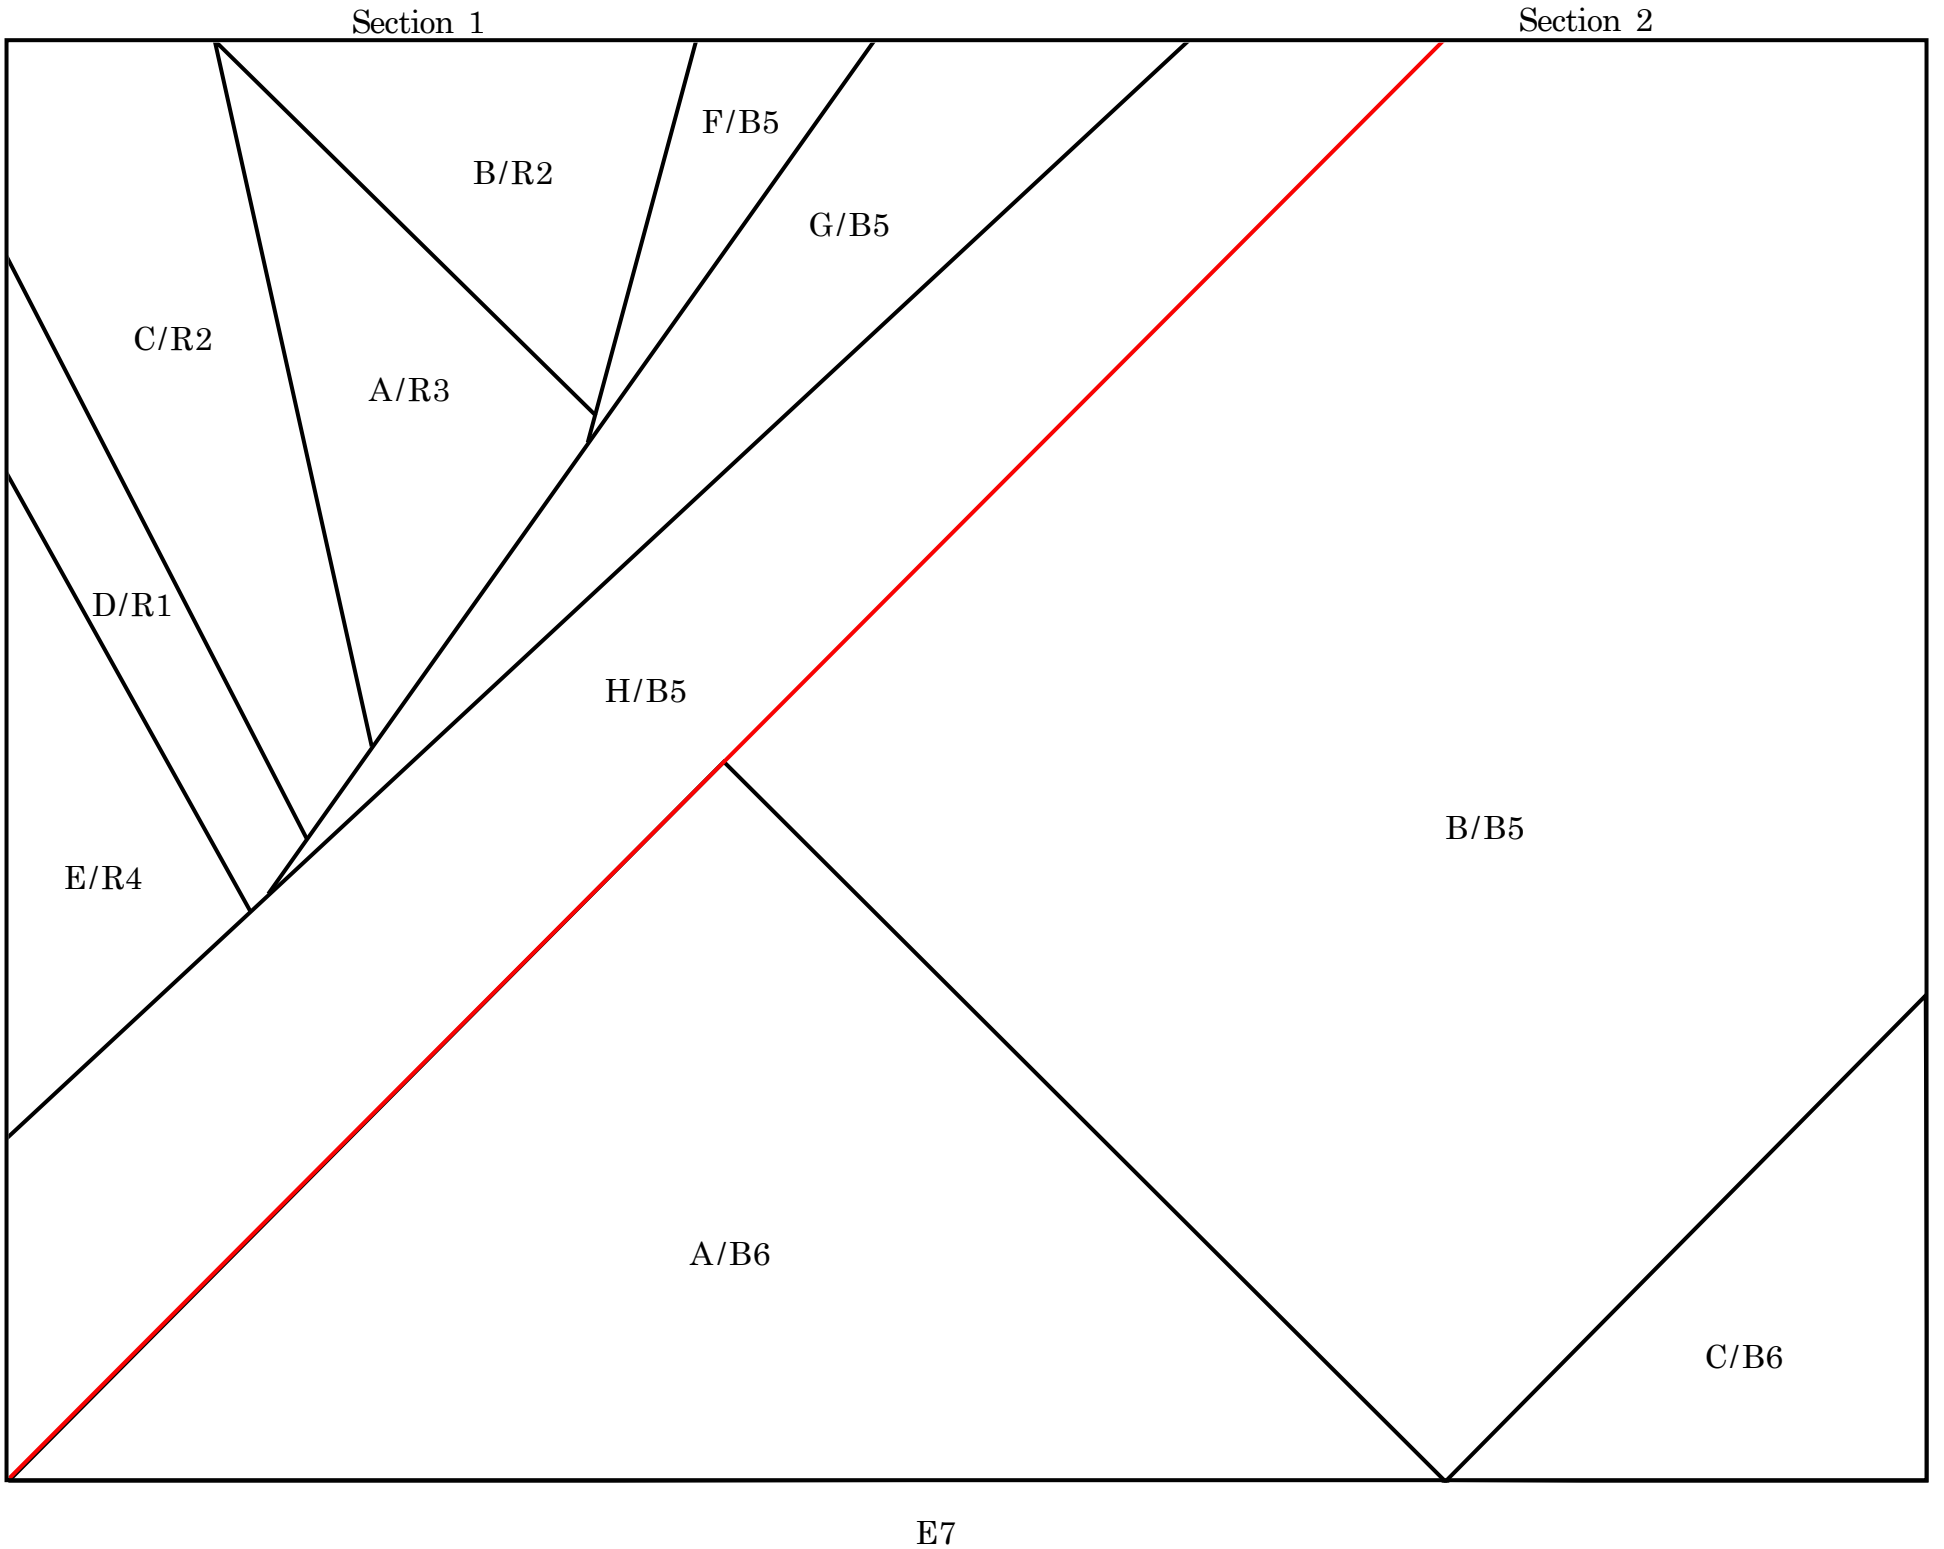 Section 1
Section 2
F/B5
B/R2
G/B5
C/R2
A/R3
D/R1
H/B5
B/B5
E/R4
A/B6
C/B6
E7